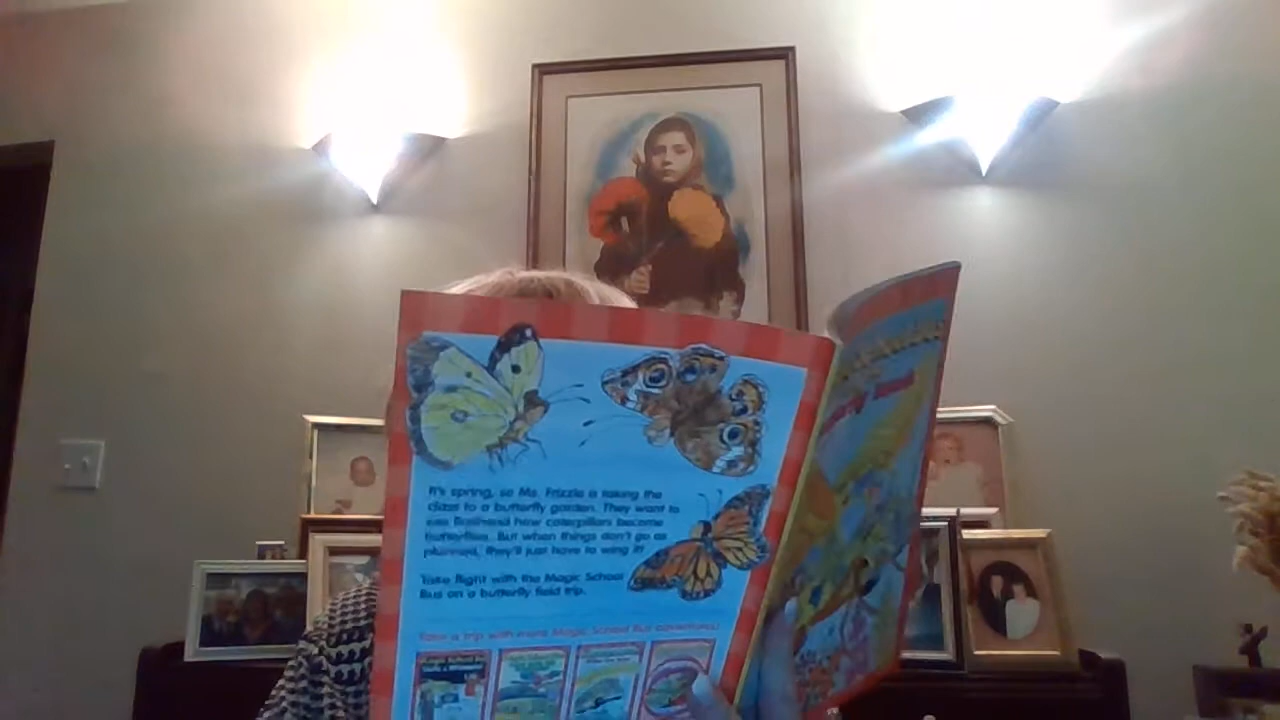 It's spring, so Ms. Frizzle is taking the
class to a butterfly garden. They want to
see firsthand how caterpillars become
butterflies. But when things don't go as
planned, they'll just have to wing it!
Take flight with the Magic School
Bus on a butterfly field trip.
Take a trip with more Magic School Bus adventures!